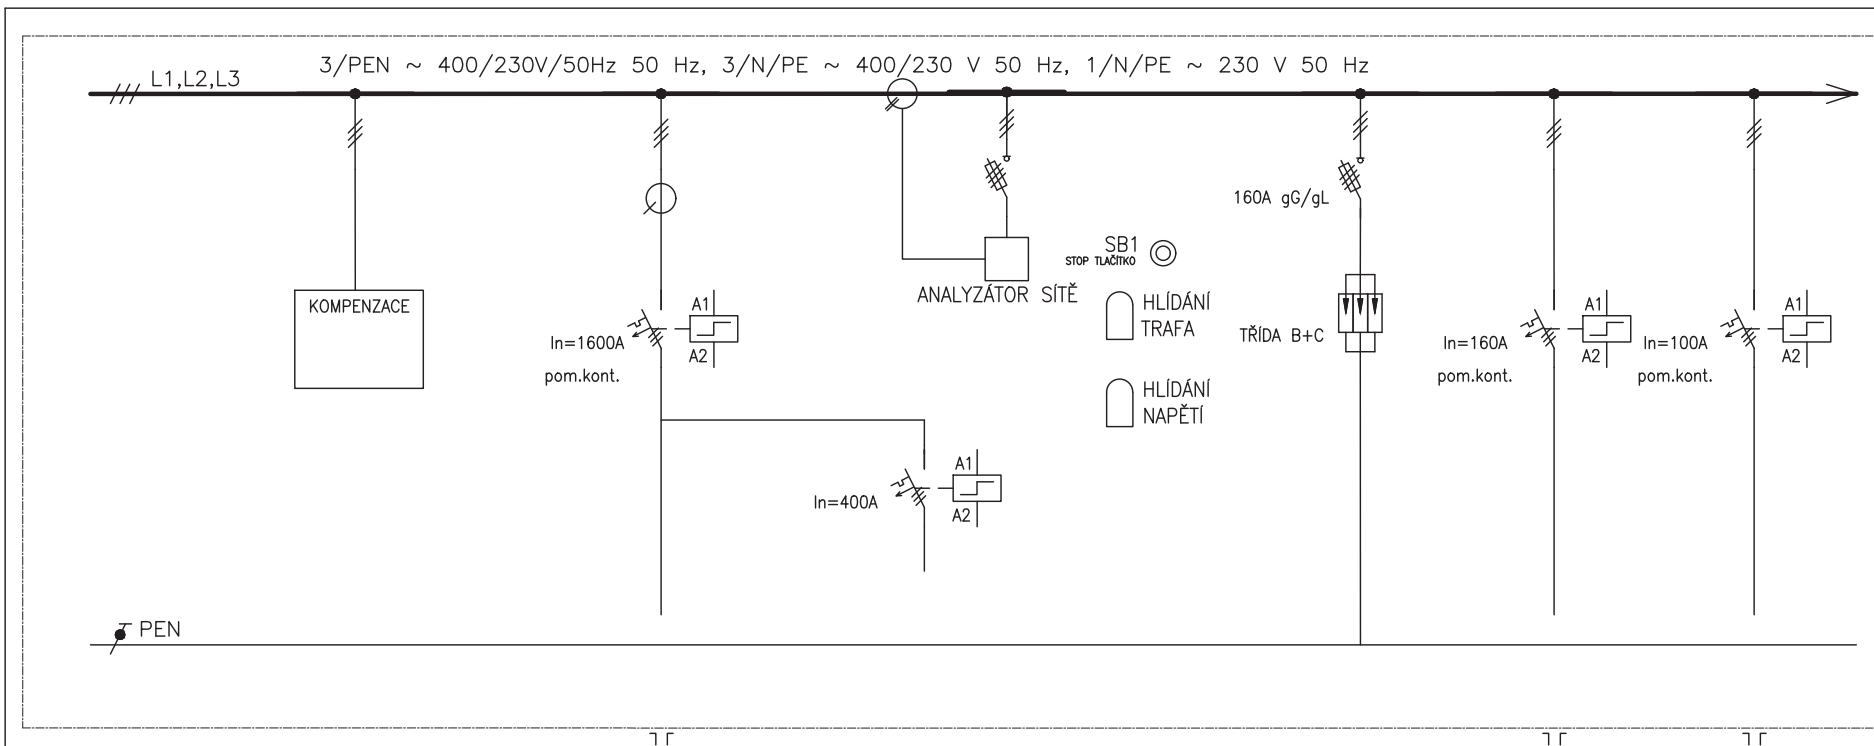 3/PEN ~ 400/230V/50Hz 50 Hz, 3/N/PE ~ 400/230 V 50 Hz, 1/N/PE ~ 230 V 50 Hz
L1,L2,L3
160A gG/gL
SB1
STOP TLAČÍTKO
ANALYZÁTOR SÍTĚ
KOMPENZACE
HLÍDÁNÍ
TRAFA
TŘÍDA B+C
A1
A2
In=1600A
pom.kont.
A1
A2
In=160A
pom.kont.
A1
A2
In=100A
pom.kont.
HLÍDÁNÍ
NAPĚTÍ
A1
A2
In=400A
PEN